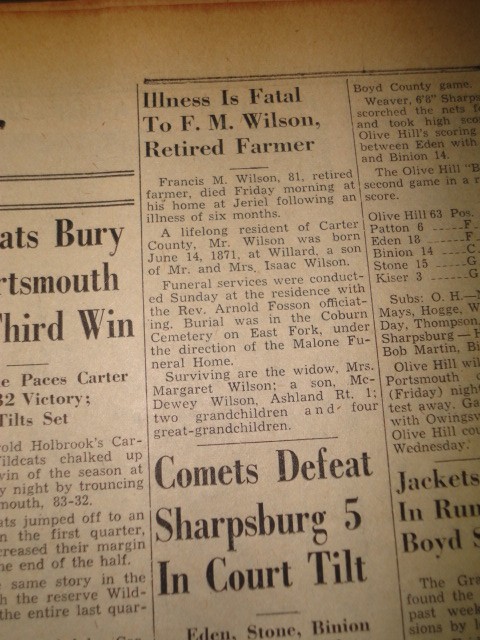 ats Bury
rtsmouth
Third Win
e Paces Carter
32 Victory;
Tilts Set
rold Holbrook's Car-
Wildcats chalked up
win of the season at
y night by trouncing
mouth, 83-32.
ats jumped off to an
n the first quarter,
creased their margin
he end of the half.
same story in the
h the reserve Wild-
the entire last quar-
Illness Is Fatal
To F. M. Wilson,
Retired Farmer
Francis M. Wilson, 81, retired
farmer, died Friday morning at
his home at Jeriel following an
illness of six months.
A lifelong resident of Carter
County, Mr. Wilson was born
June 14, 1871, at Willard, a son
of Mr. and Mrs. Isaac Wilson.
Funeral services were conduct-
ed Sunday at the residence with
the Rev. Arnold Fosson officiat-
ing. Burial was in the Coburn
Cemetery on East Fork, under
the direction of the Malone Fu-
neral Home.
Surviving are the widow, Mrs.
Margaret Wilson; a son, Mc-
Dewey Wilson, Ashland Rt. 1;
two grandchildren and four
great-grandchildren.
Comets Defeat
Sharpsburg 5
In Court Tilt
Eden, Stone, Binion
Boyd County game.
Weaver, 6'8" Sharps
scorched the nets f
and took high sco
Olive Hill's scoring
between Eden with
and Binion 14.
The Olive Hill "B
second game in a r
score.
Olive Hill 63 Pos.
Patton 6 F
Eden 18 F
Binion 14 C
Stone 15 G
Kiser 3 G
Subs: O. H.—
Mays, Hogge, W
Day, Thompson,
Sharpsburg — H
Bob Martin, Bi
Olive Hill wil
Portsmouth
(Friday) night
test away. Ga
with Owingsv
Olive Hill cou
Wednesday.
Jackets
In Run
Boyd S
The Gra
found the
past week
sions by